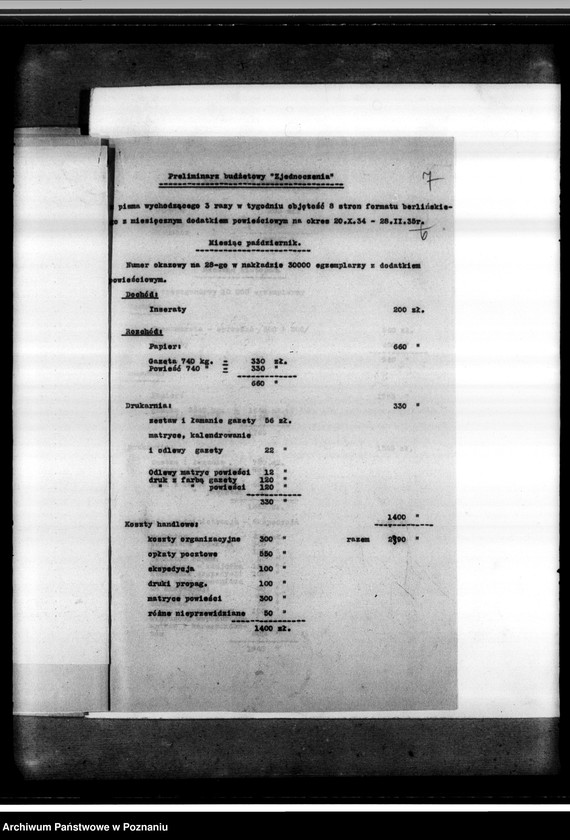 7
Preliminarz budżetowy "Zjednoczenia"
pisma wychodzącego 3 razy w tygodniu objętość 8 stron formatu berlińskie-
z miesięcznym dodatkiem powieściowym na okres 20.X.34 - 28.II.35r.
6
Miesiąc październik.
Numer okazowy na 28-go w nakładzie 30000 egzemplarzy z dodatkiem
powieściowym.
Dochód:
Inseraty 200 zł.
Rozchód:
Papier: 660 "
Gazeta 740 kg. = 330 zł.
Powieść 740 " = 330 "
660 "
Drukarnia: 330 "
zestaw i łamanie gazety 56 zł.
matryce, kalendrowanie
i odlewy gazety 22 "
Odlewy matryc powieści 12 "
druk z farbą gazety 120 "
" " powieści 120 "
330 "
1400 "
Koszty handlowe:
koszty organizacyjne 300 " razem 2390 "
opłaty pocztowe 550 "
ekspedycja 100 "
druki propag. 100 "
matryce powieści 300 "
różne nieprzewidziane 50 "
1400 zł.
Archiwum Państwowe w Poznaniu